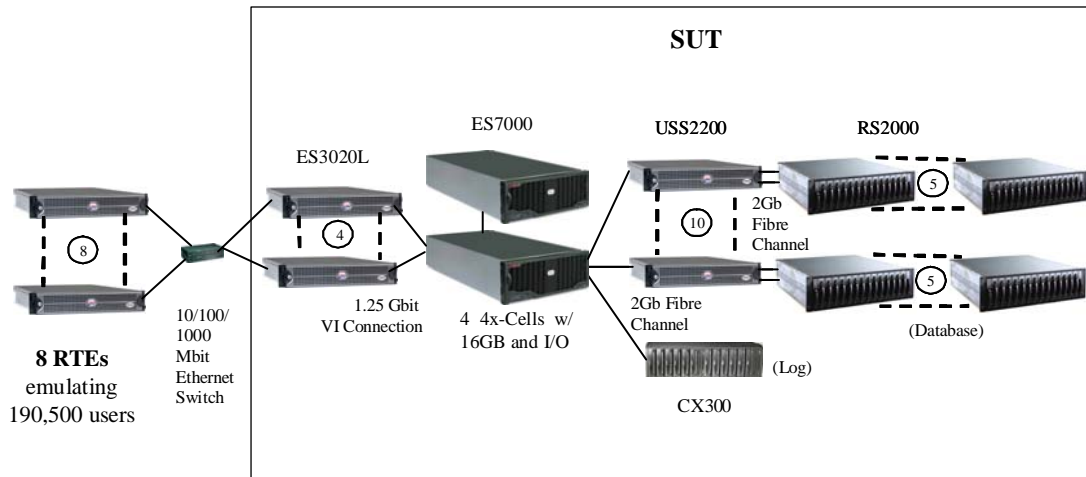 SUT
ES7000
USS2200
RS2000
ES3020L
8
4
10
5
2Gb
Fibre
Channel
5
10/100/
1000
Mbit
Ethernet
Switch
1.25 Gbit
VI Connection
4 4x-Cells w/
16GB and I/O
2Gb Fibre
Channel
(Database)
(Log)
CX300
8 RTEs
emulating
190,500 users